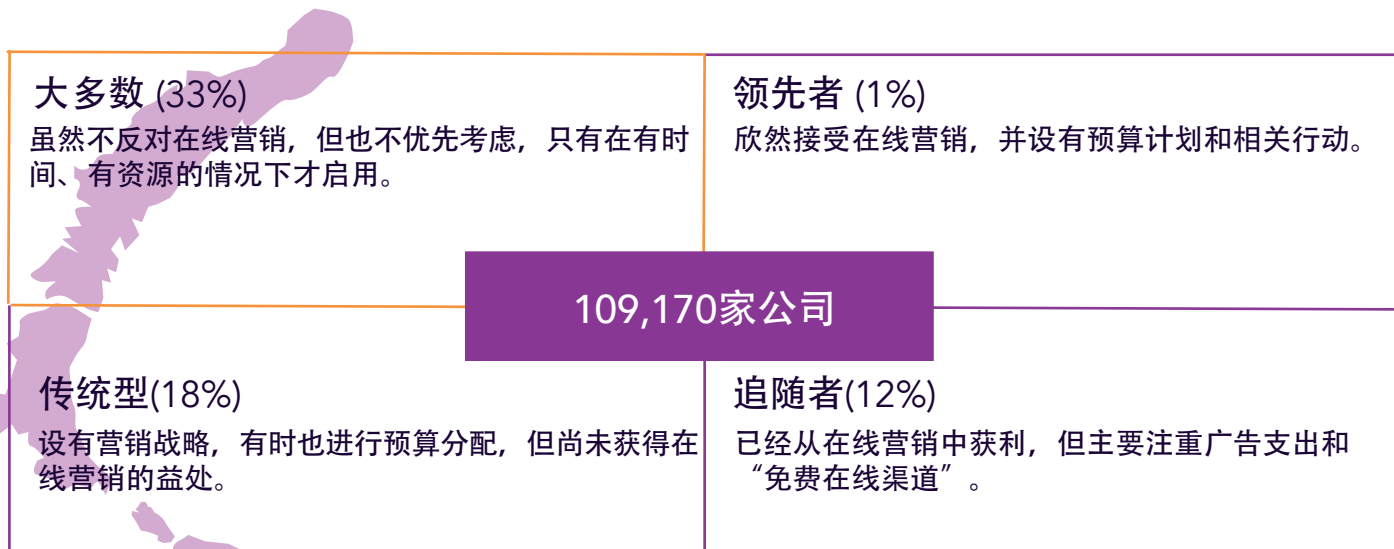 大多数 (33%)
虽然不反对在线营销，但也不优先考虑，只有在有时
间、有资源的情况下才启用。
领先者 (1%)
欣然接受在线营销，并设有预算计划和相关行动。
109,170家公司
传统型(18%)
设有营销战略，有时也进行预算分配，但尚未获得在
线营销的益处。
追随者(12%)
已经从在线营销中获利，但主要注重广告支出和
“免费在线渠道”。